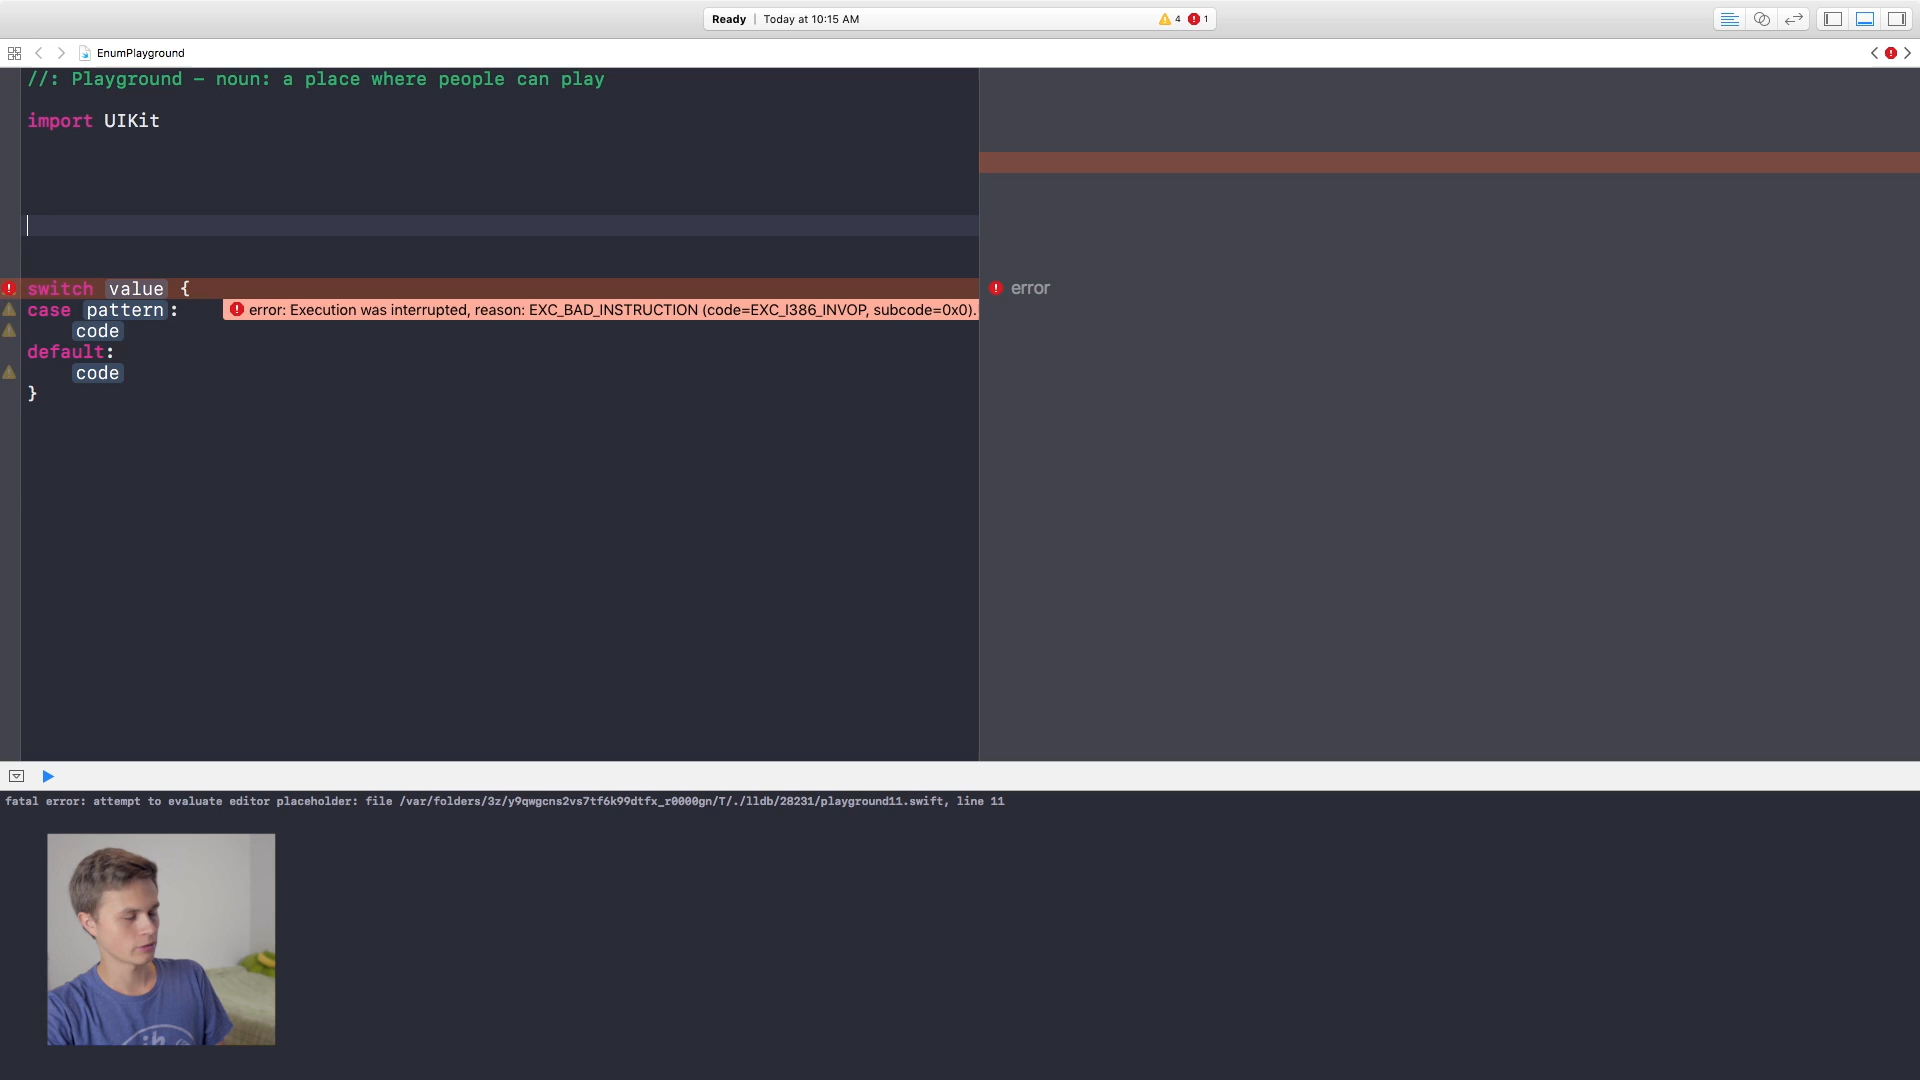 Ready | Today at 10:15 AM 4 1
EnumPlayground
//: Playground – noun: a place where people can play
import UIKit
switch value { error
case pattern: error: Execution was interrupted, reason: EXC_BAD_INSTRUCTION (code=EXC_I386_INVOP, subcode=0x0).
code
default:
code
}
fatal error: attempt to evaluate editor placeholder: file /var/folders/3z/y9qwgcns2vs7tf6k99dtfx_r0000gn/T/./lldb/28231/playground11.swift, line 11